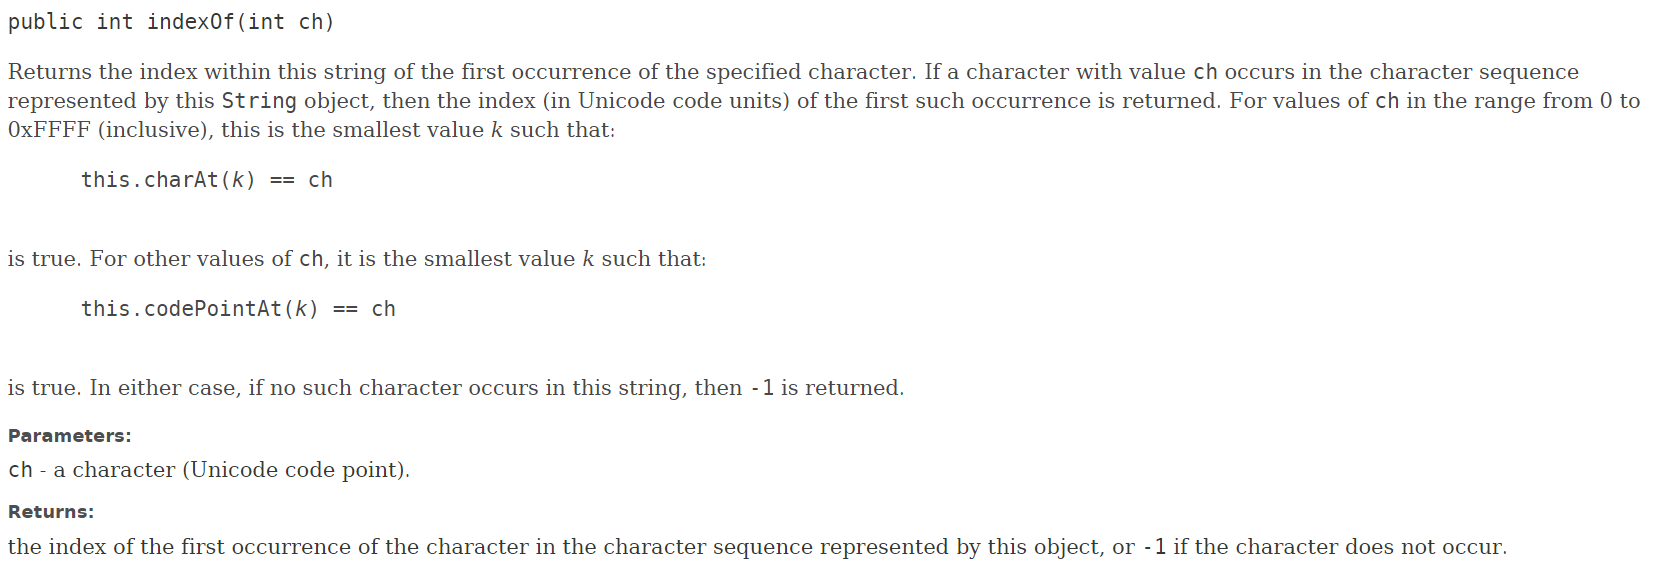 public int indexOf(int ch)
Returns the index within this string of the first occurrence of the specified character. If a character with value ch occurs in the character sequence
represented by this String object, then the index (in Unicode code units) of the first such occurrence is returned. For values of ch in the range from 0 to
0xFFFF (inclusive), this is the smallest value k such that:
this.charAt(k) == ch
is true. For other values of ch, it is the smallest value k such that:
this.codePointAt(k) == ch
is true. In either case, if no such character occurs in this string, then -1 is returned.
Parameters:
ch - a character (Unicode code point).
Returns:
the index of the first occurrence of the character in the character sequence represented by this object, or -1 if the character does not occur.